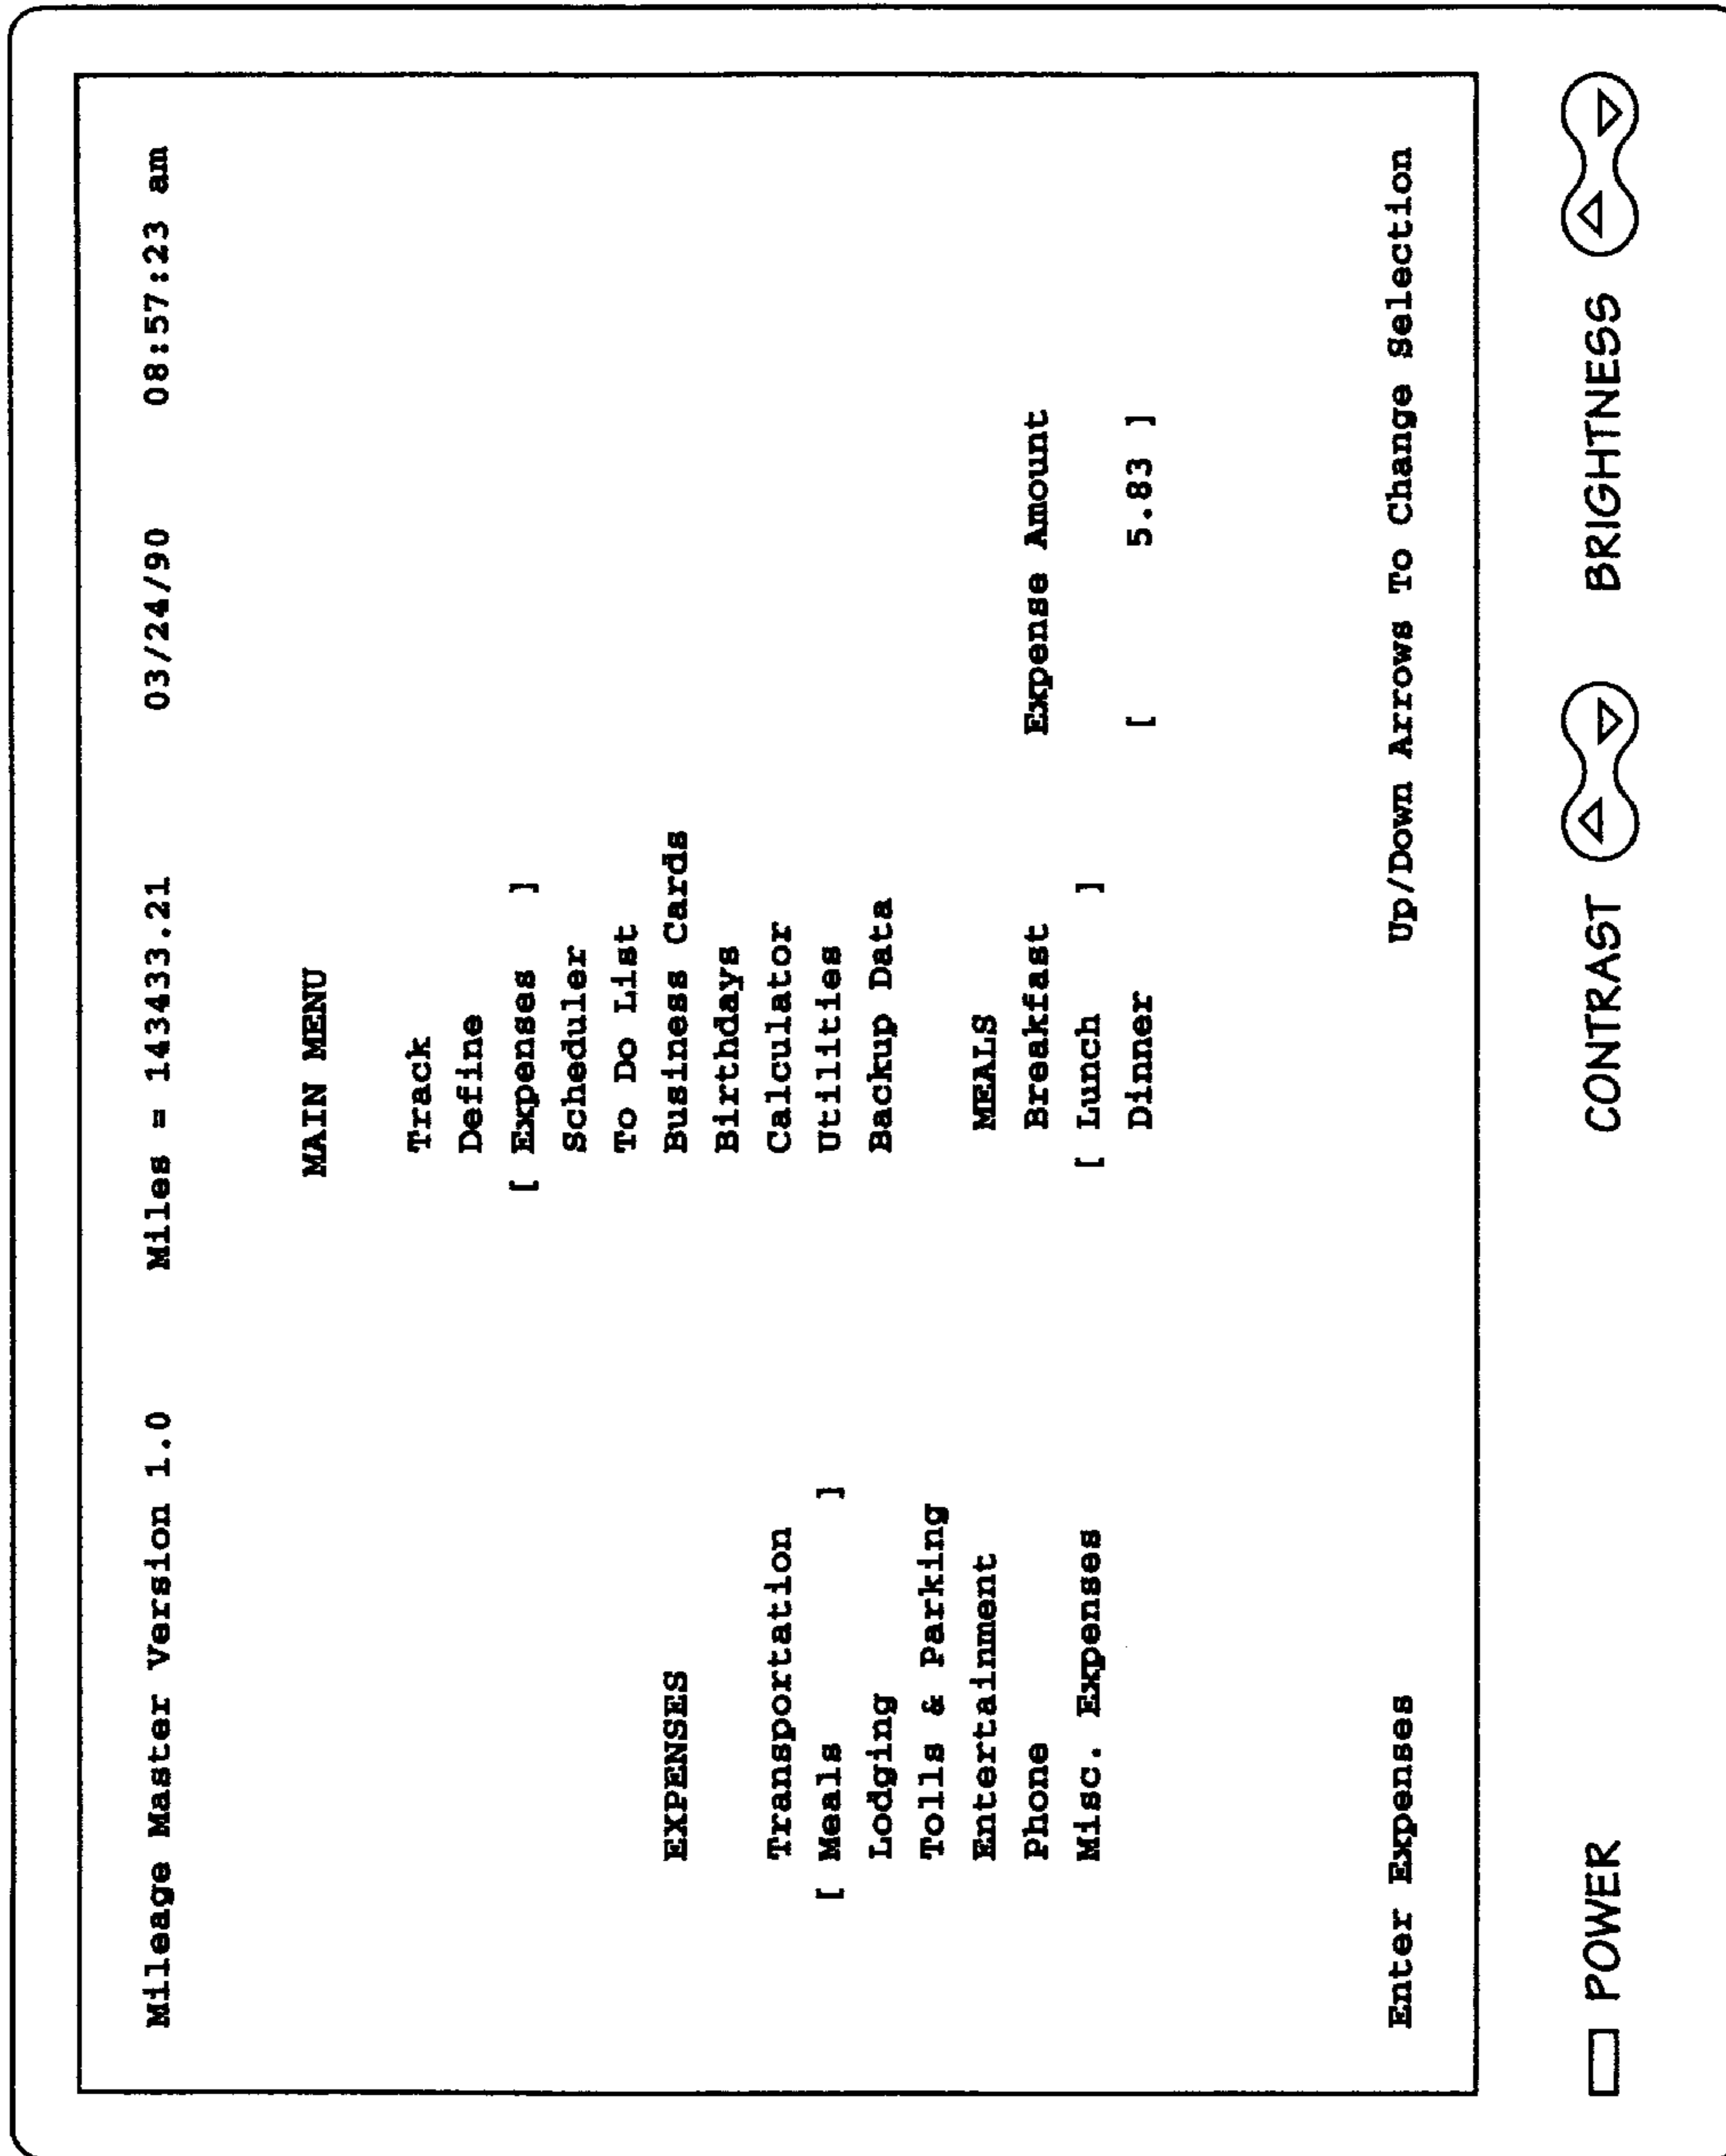 Mileage Master Version 1.0 Miles = 143433.21 03/24/90 08:57:23 am
MAIN MENU
Track
Define
[ Expenses ]
Scheduler
To Do List
EXPENSES Business Cards
Birthdays
Transportation Calculator
[ Meals ] Utilities
Lodging Backup Data
Tolls & Parking
Entertainment MEALS
Phone Breakfast Expense Amount
Misc. Expenses [ Lunch ]
Dinner [ 5.83 ]
Enter Expenses Up/Down Arrows To Change Selection
POWER CONTRAST BRIGHTNESS